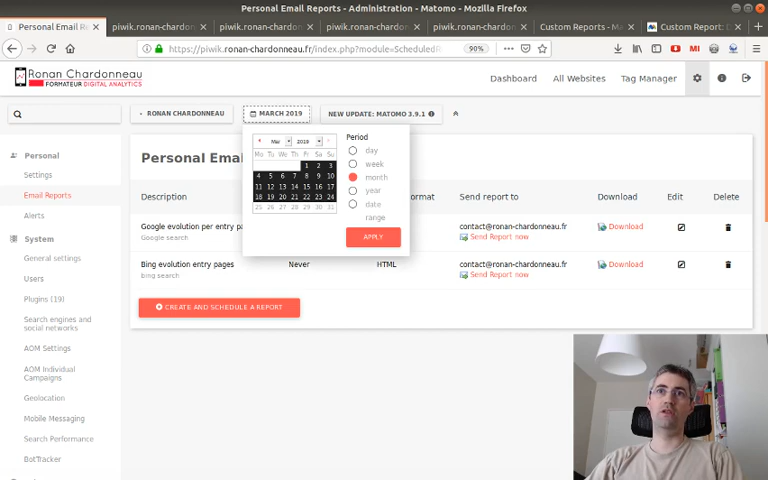 Personal Email Reports - Administration - Matomo - Mozilla Firefox
Personal Email Re
piwik.ronan-chardo
piwik.ronan-chardonn
piwik.ronan-chardonn
piwik.ronan-chardonn
Custom Reports - Ma
Custom Report: E
https://piwik.ronan-chardonneau.fr/index.php?module=ScheduledR
90%
Ronan Chardonneau
FORMATEUR DIGITAL ANALYTICS
Dashboard
All Websites
Tag Manager
RONAN CHARDONNEAU
MARCH 2019
NEW UPDATE: MATOMO 3.9.1
Personal
Settings
Email Reports
Alerts
System
General settings
Users
Plugins (19)
Search engines and
social networks
AOM Settings
AOM Individual
Campaigns
Geolocation
Mobile Messaging
Search Performance
BotTracker
Mar
2019
Mo Tu We Th Fr Sa Su
1 2 3
4 5 6 7 8 9 10
11 12 13 14 15 16 17
18 19 20 21 22 23 24
25 26 27 28 29 30 31
Period
day
week
month
year
date
range
APPLY
Personal Emai
Description
ormat
Send report to
Download
Edit
Delete
Google evolution per entry pa
Google search
contact@ronan-chardonneau.fr
Send Report now
Download
Bing evolution entry pages
bing search
Never
HTML
contact@ronan-chardonneau.fr
Send Report now
Download
CREATE AND SCHEDULE A REPORT